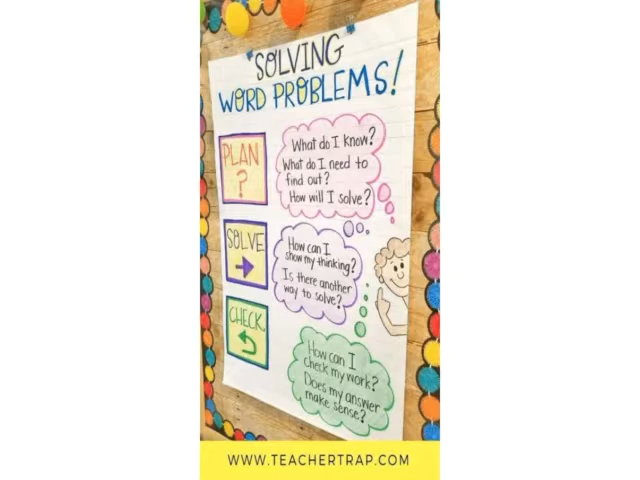 SOLVING
WORD PROBLEMS!
PLAN
?
What do I know?
What do I need to
find out?
How will I solve?
SOLVE
How can I
show my thinking?
Is there another
way to solve?
CHECK
How can I
check my work?
Does my answer
make sense?
WWW.TEACHERTRAP.COM